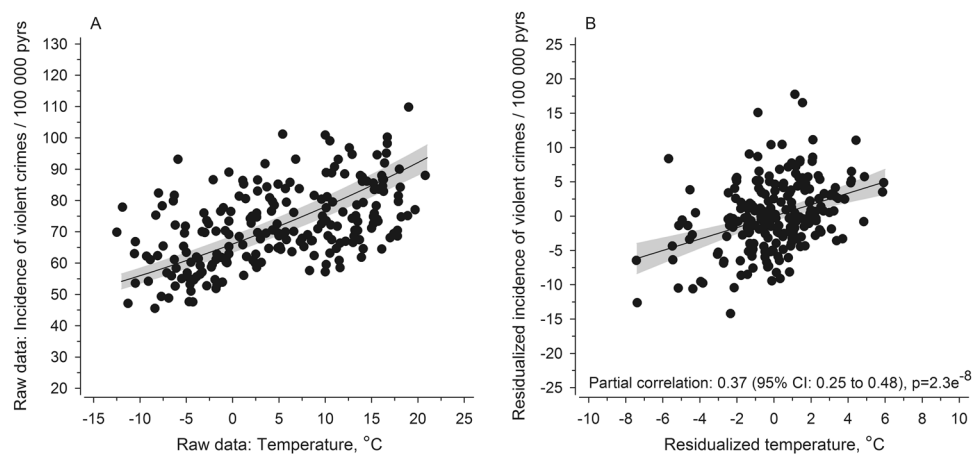 A
Raw data: Incidence of violent crimes / 100 000 pyrs
130
120
110
100
90
80
70
60
50
40
30
20
-15 -10 -5 0 5 10 15 20 25
Raw data: Temperature, °C
B
Residualized incidence of violent crimes / 100 000 pyrs
25
20
15
10
5
0
-5
-10
-15
-20
-25
Partial correlation: 0.37 (95% CI: 0.25 to 0.48), p=2.3e⁻⁸
-10 -8 -6 -4 -2 0 2 4 6 8 10
Residualized temperature, °C